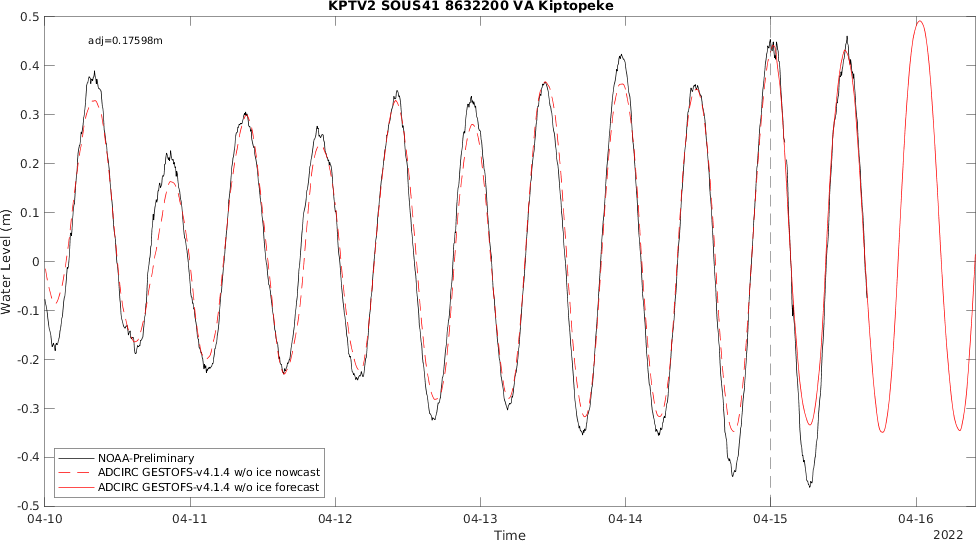 KPTV2 SOUS41 8632200 VA Kiptopeke
adj=0.17598m
0.5
0.4
0.3
0.2
0.1
0
-0.1
-0.2
-0.3
-0.4
-0.5
Water Level (m)
NOAA-Preliminary
ADCIRC GESTOFS-v4.1.4 w/o ice nowcast
ADCIRC GESTOFS-v4.1.4 w/o ice forecast
04-10 04-11 04-12 04-13 04-14 04-15 04-16
Time
2022